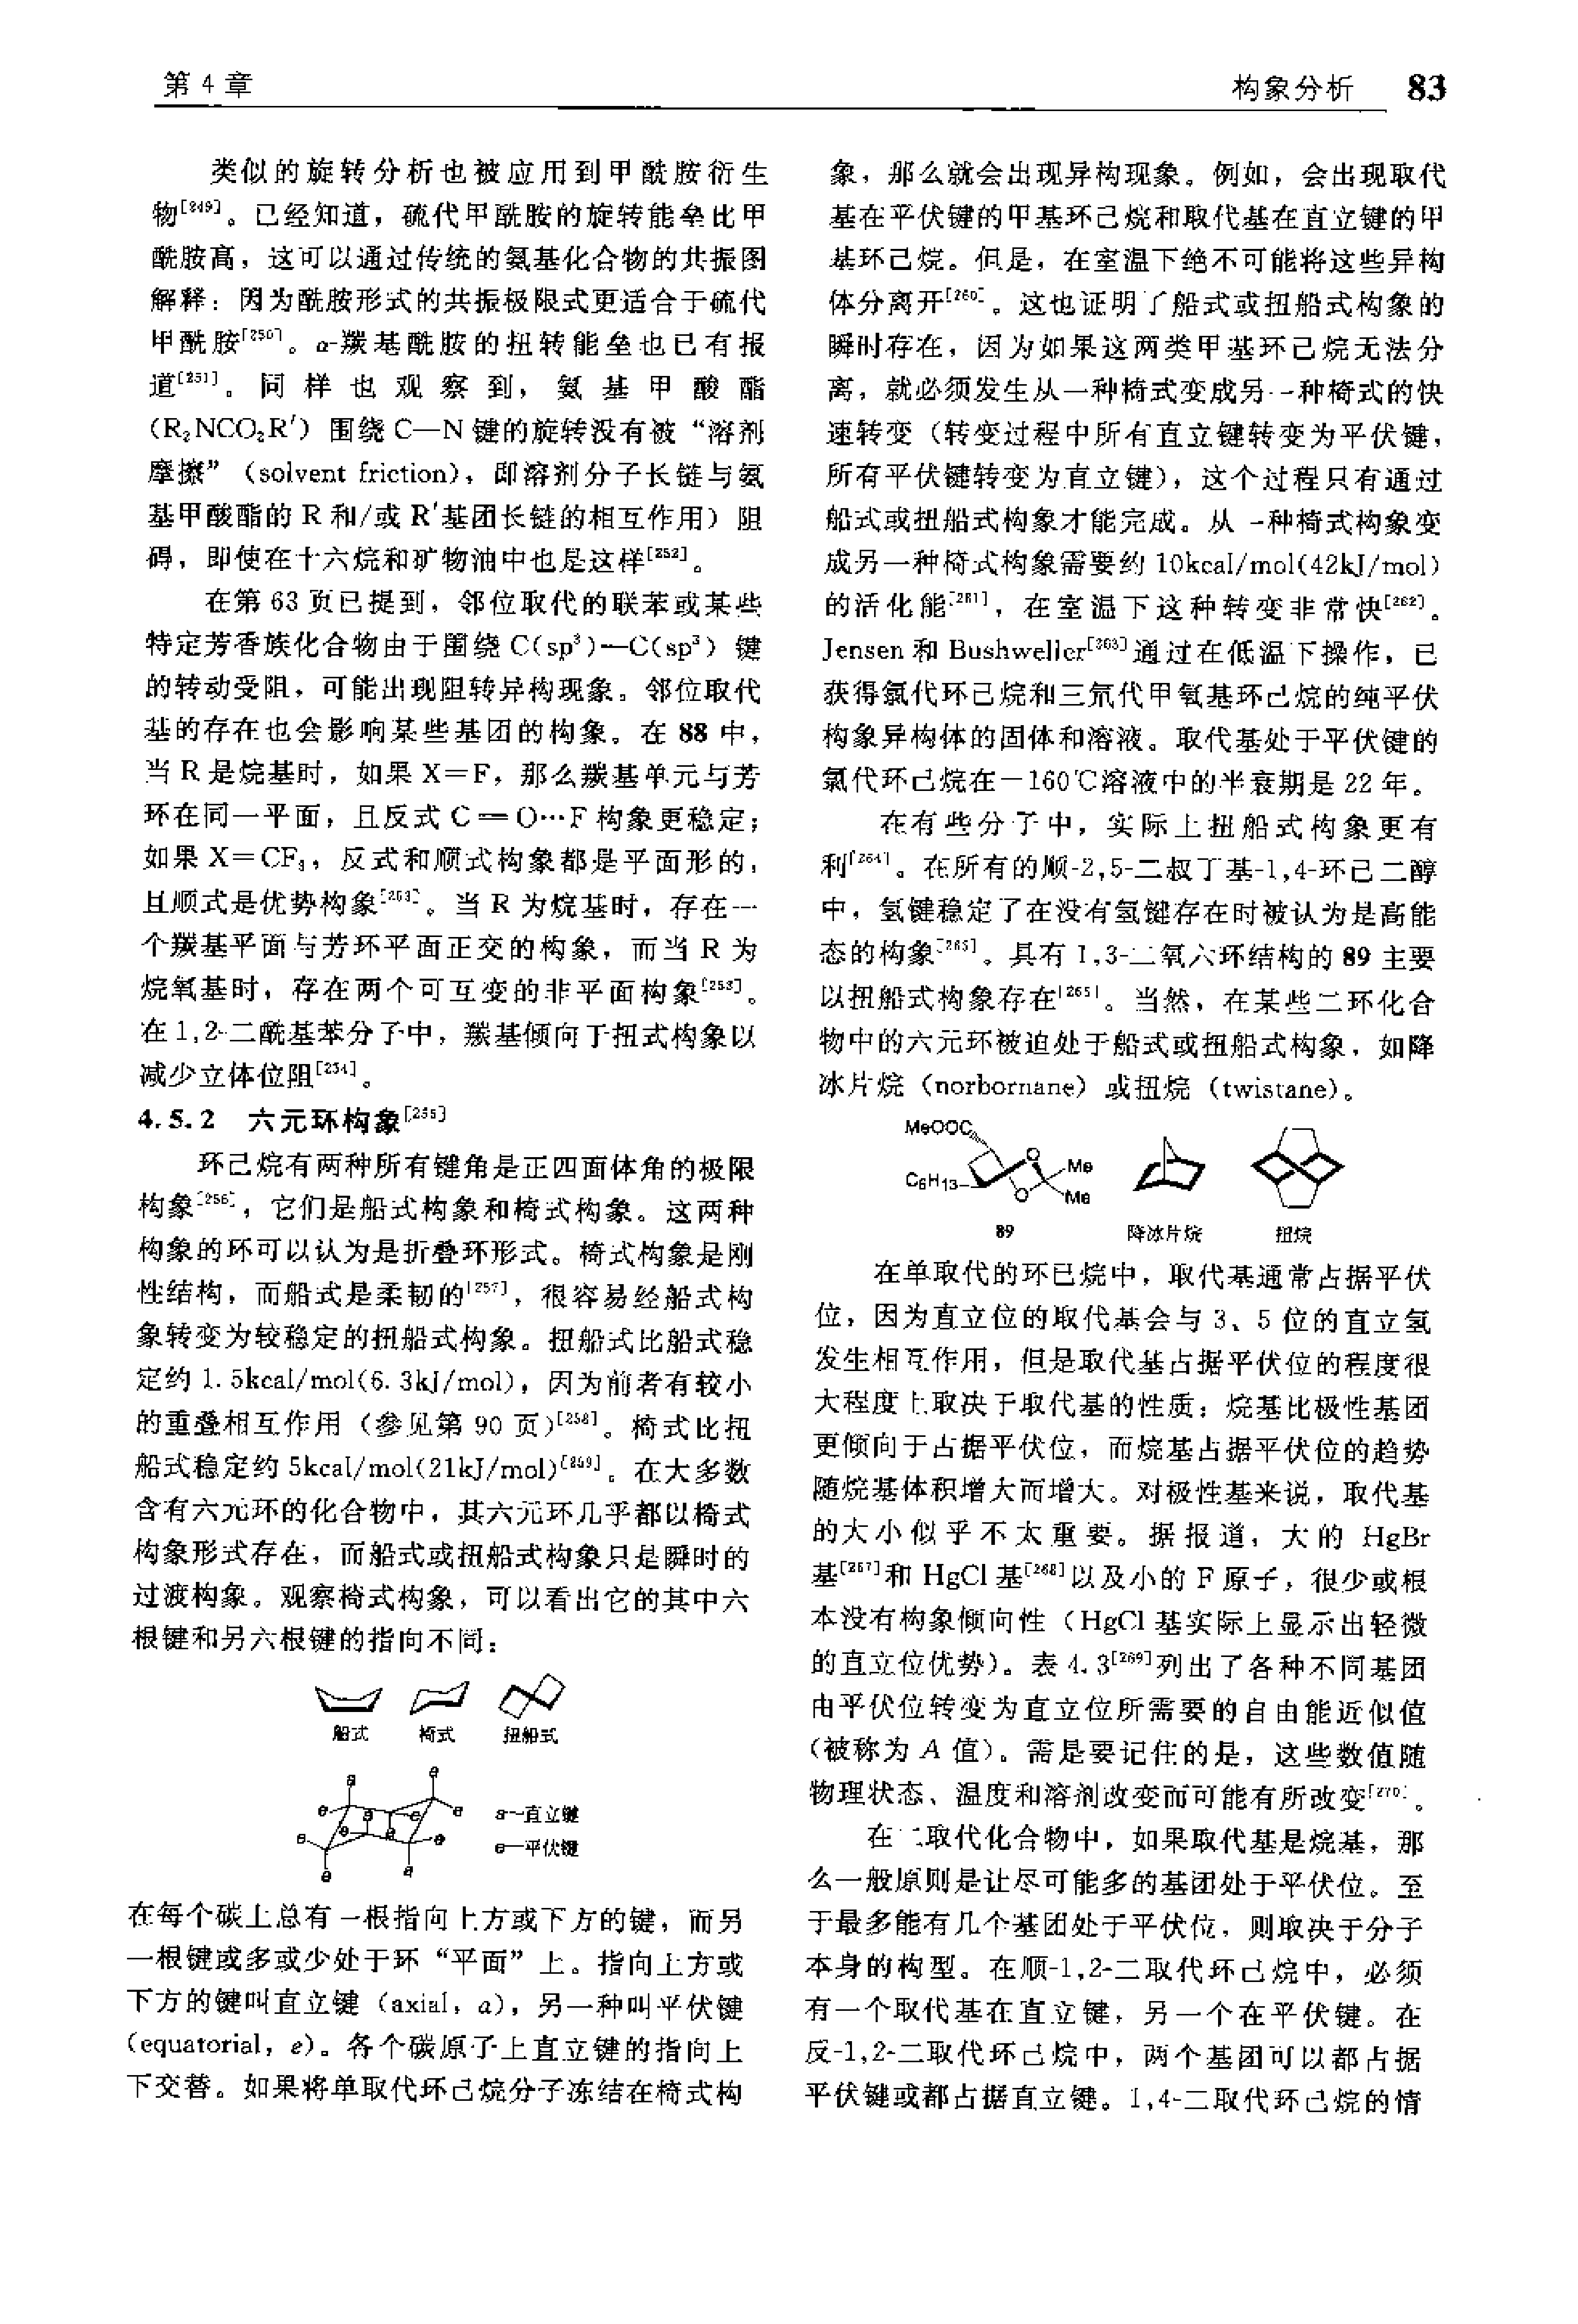 第 4 章
构象分析 83
类似的旋转分析也被应用到甲酰胺衍生
物[249]。已经知道，硫代甲酰胺的旋转能垒比甲
酰胺高，这可以通过传统的氨基化合物的共振图
解释：因为酰胺形式的共振极限式更适合于硫代
甲酰胺[250]。α-羰基酰胺的扭转能垒也已有报
道[251]。同样也观察到，氨基甲酸酯
（R₂NCO₂R′）围绕 C—N 键的旋转没有被“溶剂
摩擦”（solvent friction)，即溶剂分子长链与氨
基甲酸酯的 R 和/或 R′基团长链的相互作用）阻
碍，即使在十六烷和矿物油中也是这样[252]。
在第 63 页已提到，邻位取代的联苯或某些
特定芳香族化合物由于围绕 C(sp³)—C(sp³) 键
的转动受阻，可能出现阻转异构现象。邻位取代
基的存在也会影响某些基团的构象。在 88 中，
当 R 是烷基时，如果 X=F，那么羰基单元与芳
环在同一平面，且反式 C=O…F 构象更稳定；
如果 X=CF₃，反式和顺式构象都是平面形的，
且顺式是优势构象[253]。当 R 为烷基时，存在一
个羰基平面与芳环平面正交的构象，而当 R 为
烷氧基时，存在两个可互变的非平面构象[253]。
在 1,2-二酰基苯分子中，羰基倾向于扭式构象以
减少立体位阻[254]。
4.5.2 六元环构象[255]
环己烷有两种所有键角是正四面体角的极限
构象[256]，它们是船式构象和椅式构象。这两种
构象的环可以认为是折叠环形式。椅式构象是刚
性结构，而船式是柔韧的[257]，很容易经船式构
象转变为较稳定的扭船式构象。扭船式比船式稳
定约 1.5kcal/mol(6.3kJ/mol)，因为前者有较小
的重叠相互作用（参见第 90 页)[258]。椅式比扭
船式稳定约 5kcal/mol(21kJ/mol)[259]。在大多数
含有六元环的化合物中，其六元环几乎都以椅式
构象形式存在，而船式或扭船式构象只是瞬时的
过渡构象。观察椅式构象，可以看出它的其中六
根键和另六根键的指向不同：
船式 椅式 扭船式
a a
e a e e a—直立键
e e a e e—平伏键
a a
在每个碳上总有一根指向上方或下方的键，而另
一根键或多或少处于环“平面”上。指向上方或
下方的键叫直立键（axial，a)，另一种叫平伏键
（equatorial，e)。各个碳原子上直立键的指向上
下交替。如果将单取代环己烷分子冻结在椅式构
象，那么就会出现异构现象。例如，会出现取代
基在平伏键的甲基环己烷和取代基在直立键的甲
基环己烷。但是，在室温下绝不可能将这些异构
体分离开[260]。这也证明了船式或扭船式构象的
瞬时存在，因为如果这两类甲基环己烷无法分
离，就必须发生从一种椅式变成另一种椅式的快
速转变（转变过程中所有直立键转变为平伏键，
所有平伏键转变为直立键)，这个过程只有通过
船式或扭船式构象才能完成。从一种椅式构象变
成另一种椅式构象需要约 10kcal/mol(42kJ/mol)
的活化能[261]，在室温下这种转变非常快[262]。
Jensen 和 Bushweller[263]通过在低温下操作，已
获得氯代环己烷和三氘代甲氧基环己烷的纯平伏
构象异构体的固体和溶液。取代基处于平伏键的
氯代环己烷在－160℃溶液中的半衰期是 22 年。
在有些分子中，实际上扭船式构象更有
利[264]。在所有的顺-2,5-二叔丁基-1,4-环己二醇
中，氢键稳定了在没有氢键存在时被认为是高能
态的构象[265]。具有 1,3-二氧六环结构的 89 主要
以扭船式构象存在[265]。当然，在某些二环化合
物中的六元环被迫处于船式或扭船式构象，如降
冰片烷（norbornane）或扭烷（twistane)。
MeOOC
O Me
C₆H₁₃
O Me
89 降冰片烷 扭烷
在单取代的环已烷中，取代基通常占据平伏
位，因为直立位的取代基会与 3、5 位的直立氢
发生相互作用，但是取代基占据平伏位的程度很
大程度上取决于取代基的性质：烷基比极性基团
更倾向于占据平伏位，而烷基占据平伏位的趋势
随烷基体积增大而增大。对极性基来说，取代基
的大小似乎不太重要。据报道，大的 HgBr
基[267]和 HgCl 基[268]以及小的 F 原子，很少或根
本没有构象倾向性（HgCl 基实际上显示出轻微
的直立位优势)。表 4.3[269]列出了各种不同基团
由平伏位转变为直立位所需要的自由能近似值
（被称为 A 值)。需是要记住的是，这些数值随
物理状态、温度和溶剂改变而可能有所改变[270]。
在二取代化合物中，如果取代基是烷基，那
么一般原则是让尽可能多的基团处于平伏位。至
于最多能有几个基团处于平伏位，则取决于分子
本身的构型。在顺-1,2-二取代环己烷中，必须
有一个取代基在直立键，另一个在平伏键。在
反-1,2-二取代环己烷中，两个基团可以都占据
平伏键或都占据直立键。1,4-二取代环己烷的情